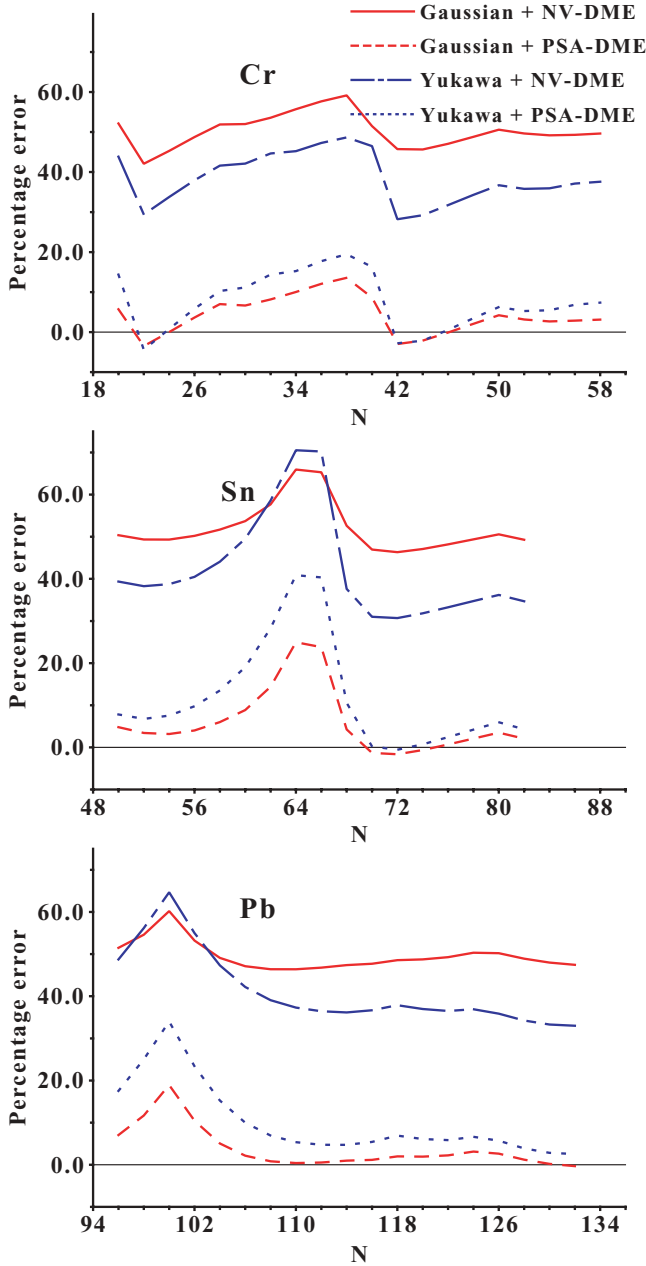 Gaussian + NV-DME
Gaussian + PSA-DME
Yukawa + NV-DME
Yukawa + PSA-DME
Cr
Percentage error
60.0
40.0
20.0
0.0
18 26 34 42 50 58
N
Sn
Percentage error
60.0
40.0
20.0
0.0
48 56 64 72 80 88
N
Pb
Percentage error
60.0
40.0
20.0
0.0
94 102 110 118 126 134
N